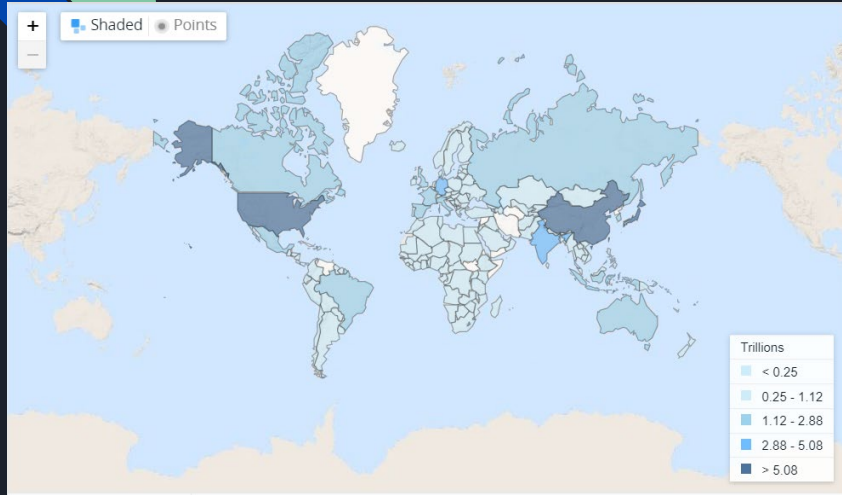 +
Shaded
Points
−
Trillions
< 0.25
0.25 - 1.12
1.12 - 2.88
2.88 - 5.08
> 5.08